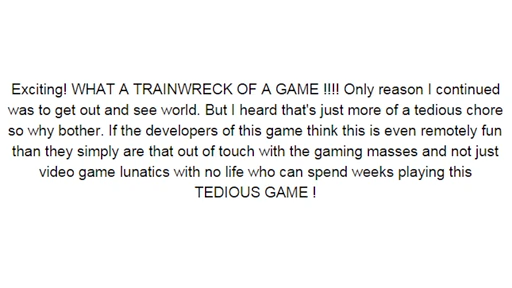 Exciting! WHAT A TRAINWRECK OF A GAME !!!! Only reason I continued
was to get out and see world. But I heard that's just more of a tedious chore
so why bother. If the developers of this game think this is even remotely fun
than they simply are that out of touch with the gaming masses and not just
video game lunatics with no life who can spend weeks playing this
TEDIOUS GAME !